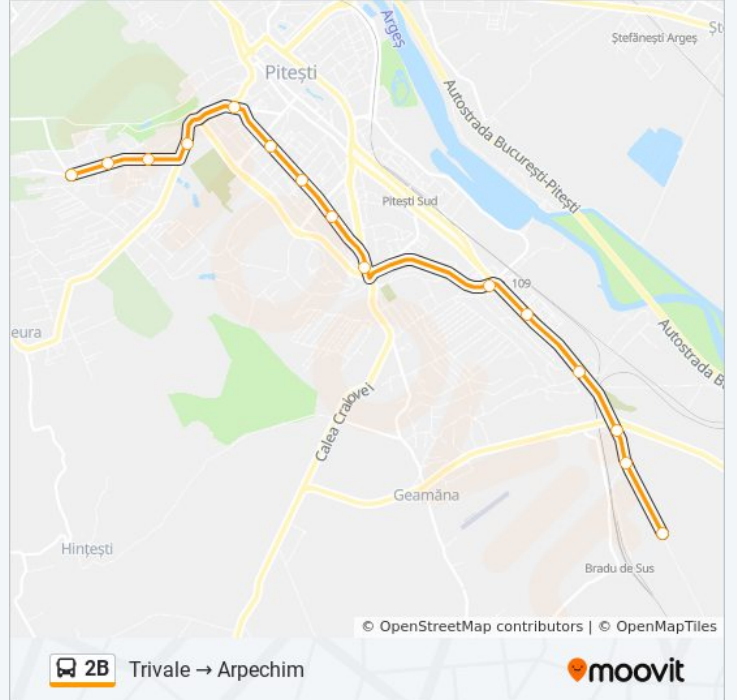 Argeș
Ștefănești Argeș
Șt
Pitești
Autostrada București-Pitești
Pitești Sud
109
eura
Autostrada B
Calea Craiovei
Geamăna
Hințești
Bradu de Sus
© OpenStreetMap contributors | © OpenMapTiles
2B Trivale → Arpechim moovit